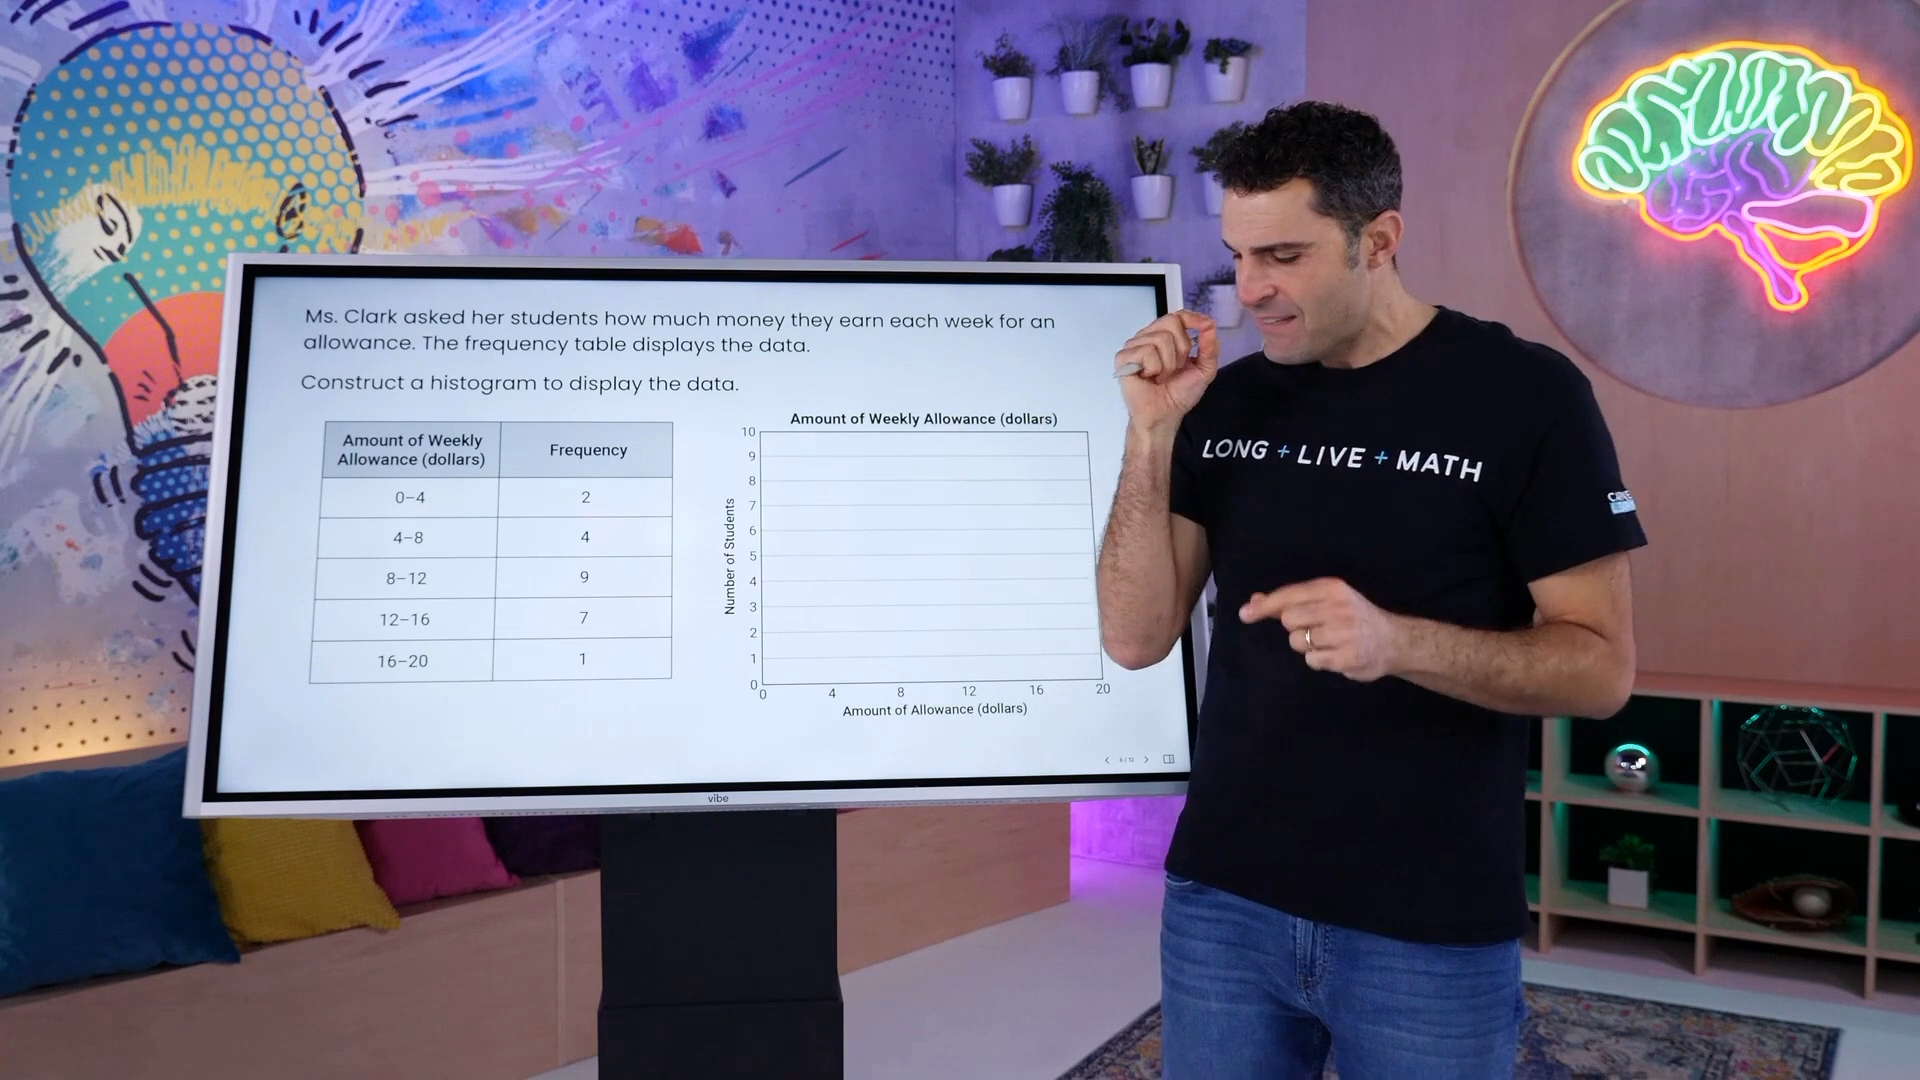 Ms. Clark asked her students how much money they earn each week for an
allowance. The frequency table displays the data.
Construct a histogram to display the data.
Amount of Weekly
Allowance (dollars)
Frequency
0–4
2
4–8
4
8–12
9
12–16
7
16–20
1
Amount of Weekly Allowance (dollars)
Number of Students
10
9
8
7
6
5
4
3
2
1
0
0 4 8 12 16 20
Amount of Allowance (dollars)
vibe
LONG + LIVE + MATH